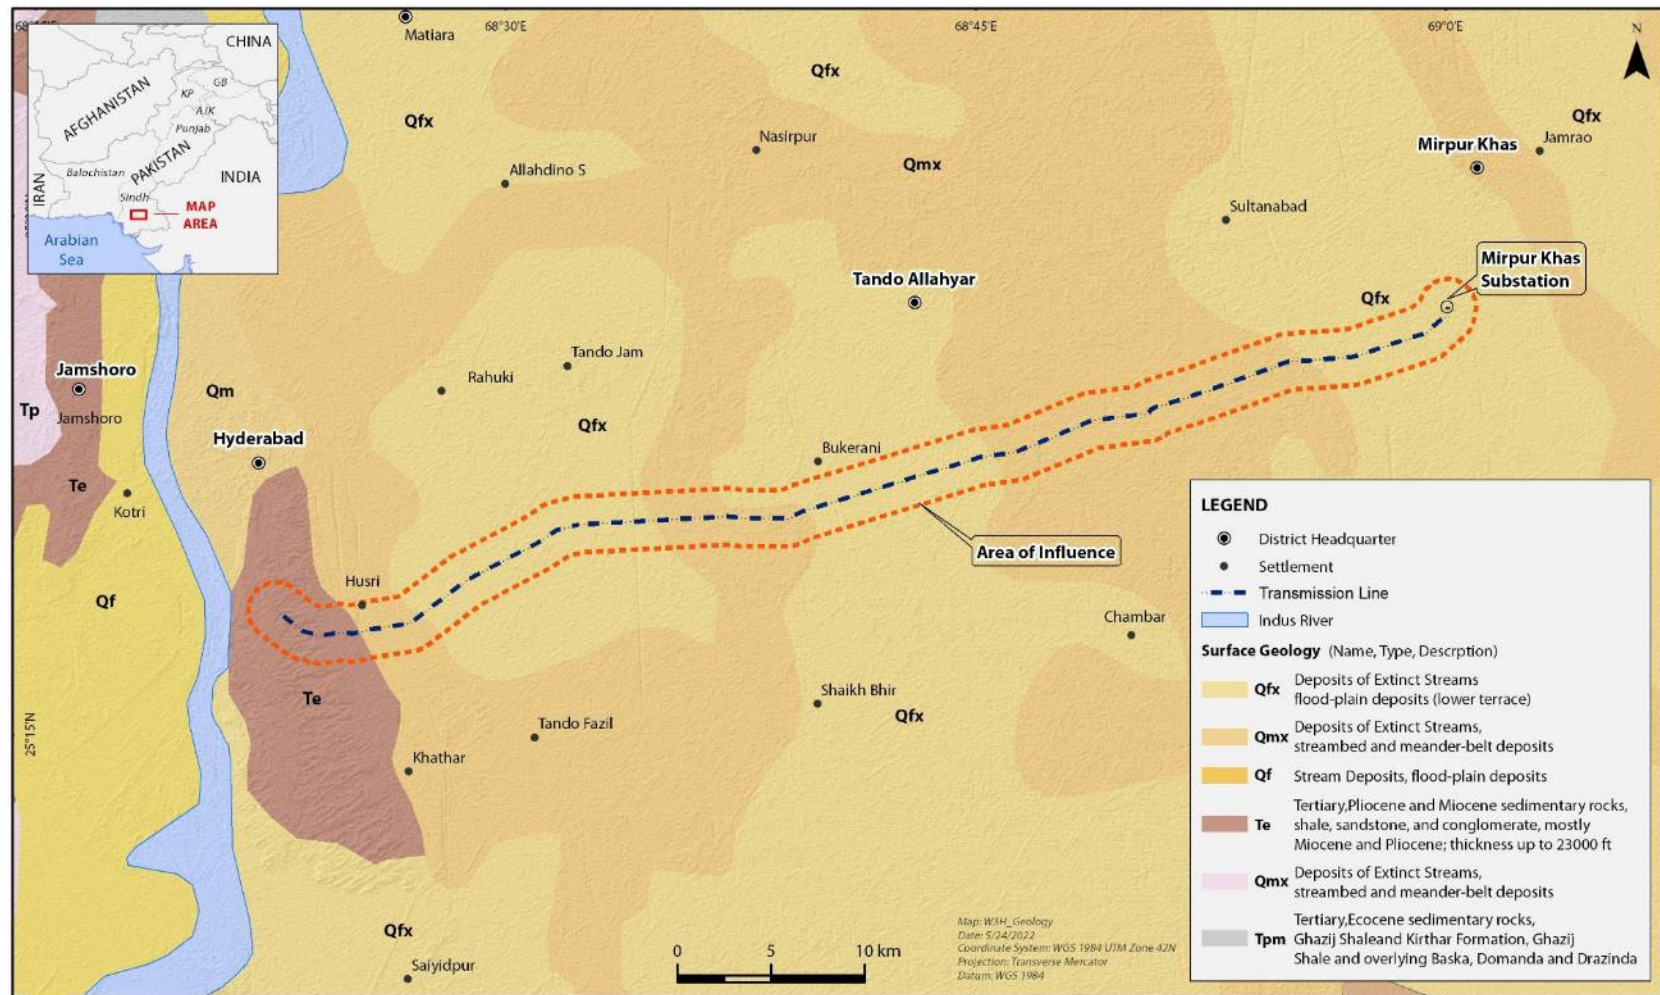 68°30'E
68°45'E
69°0'E
N
CHINA
AFGHANISTAN
KP
GB
AJK
Punjab
PAKISTAN
Balochistan
INDIA
IRAN
Sindh
MAP
AREA
Arabian
Sea
Matiara
Qfx
Qfx
Qfx
Nasirpur
Allahdino S
Qmx
Mirpur Khas
Jamrao
Sultanabad
Mirpur Khas
Substation
Tando Allahyar
Qfx
Jamshoro
Jamshoro
Tp
Te
Kotri
Qm
Hyderabad
Rahuki
Tando Jam
Qfx
Bukerani
Area of Influence
Husri
Qf
Te
Chambar
Shaikh Bhir
Qfx
Tando Fazil
Khathar
25°15'N
Qfx
Saiyidpur
0 5 10 km
Map: W3H_Geology
Date: 5/24/2022
Coordinate System: WGS 1984 UTM Zone 42N
Projection: Transverse Mercator
Datum: WGS 1984
LEGEND
District Headquarter
Settlement
Transmission Line
Indus River
Surface Geology (Name, Type, Descrption)
Qfx Deposits of Extinct Streams
flood-plain deposits (lower terrace)
Qmx Deposits of Extinct Streams,
streambed and meander-belt deposits
Qf Stream Deposits, flood-plain deposits
Te Tertiary,Pliocene and Miocene sedimentary rocks,
shale, sandstone, and conglomerate, mostly
Miocene and Pliocene; thickness up to 23000 ft
Qmx Deposits of Extinct Streams,
streambed and meander-belt deposits
Tpm Tertiary,Ecocene sedimentary rocks,
Ghazij Shaleand Kirthar Formation, Ghazij
Shale and overlying Baska, Domanda and Drazinda